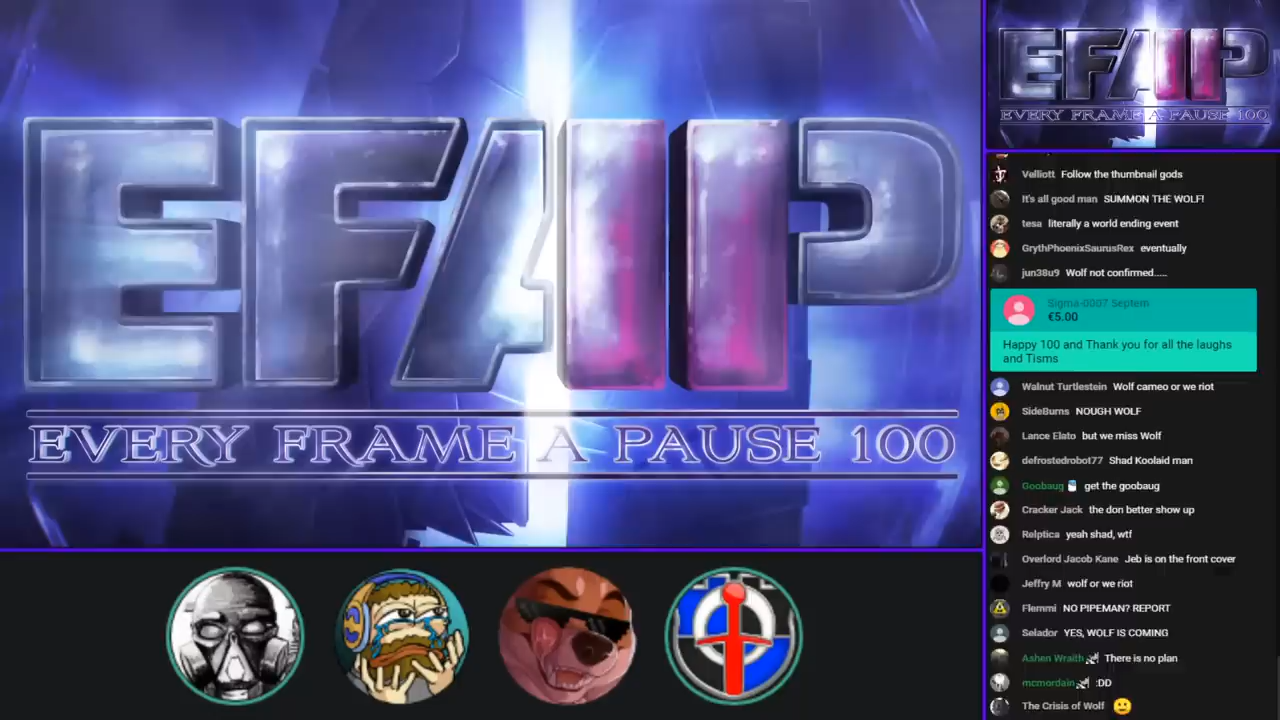 EFAP
EVERY FRAME A PAUSE 100
EFAP
EVERY FRAME A PAUSE 100
Velliott Follow the thumbnail gods
It's all good man SUMMON THE WOLF!
tesa literally a world ending event
GrythPhoenixSaurusRex eventually
jun38u9 Wolf not confirmed.....
Sigma-0007 Septem
€5.00
Happy 100 and Thank you for all the laughs
and Tisms
Walnut Turtlestein Wolf cameo or we riot
SideBurns NOUGH WOLF
Lance Elato but we miss Wolf
defrostedrobot77 Shad Koolaid man
Goobaug get the goobaug
Cracker Jack the don better show up
Relptica yeah shad, wtf
Overlord Jacob Kane Jeb is on the front cover
Jeffry M wolf or we riot
Flemmi NO PIPEMAN? REPORT
Selador YES, WOLF IS COMING
Ashen Wraith There is no plan
mcmordain :DD
The Crisis of Wolf 🙂